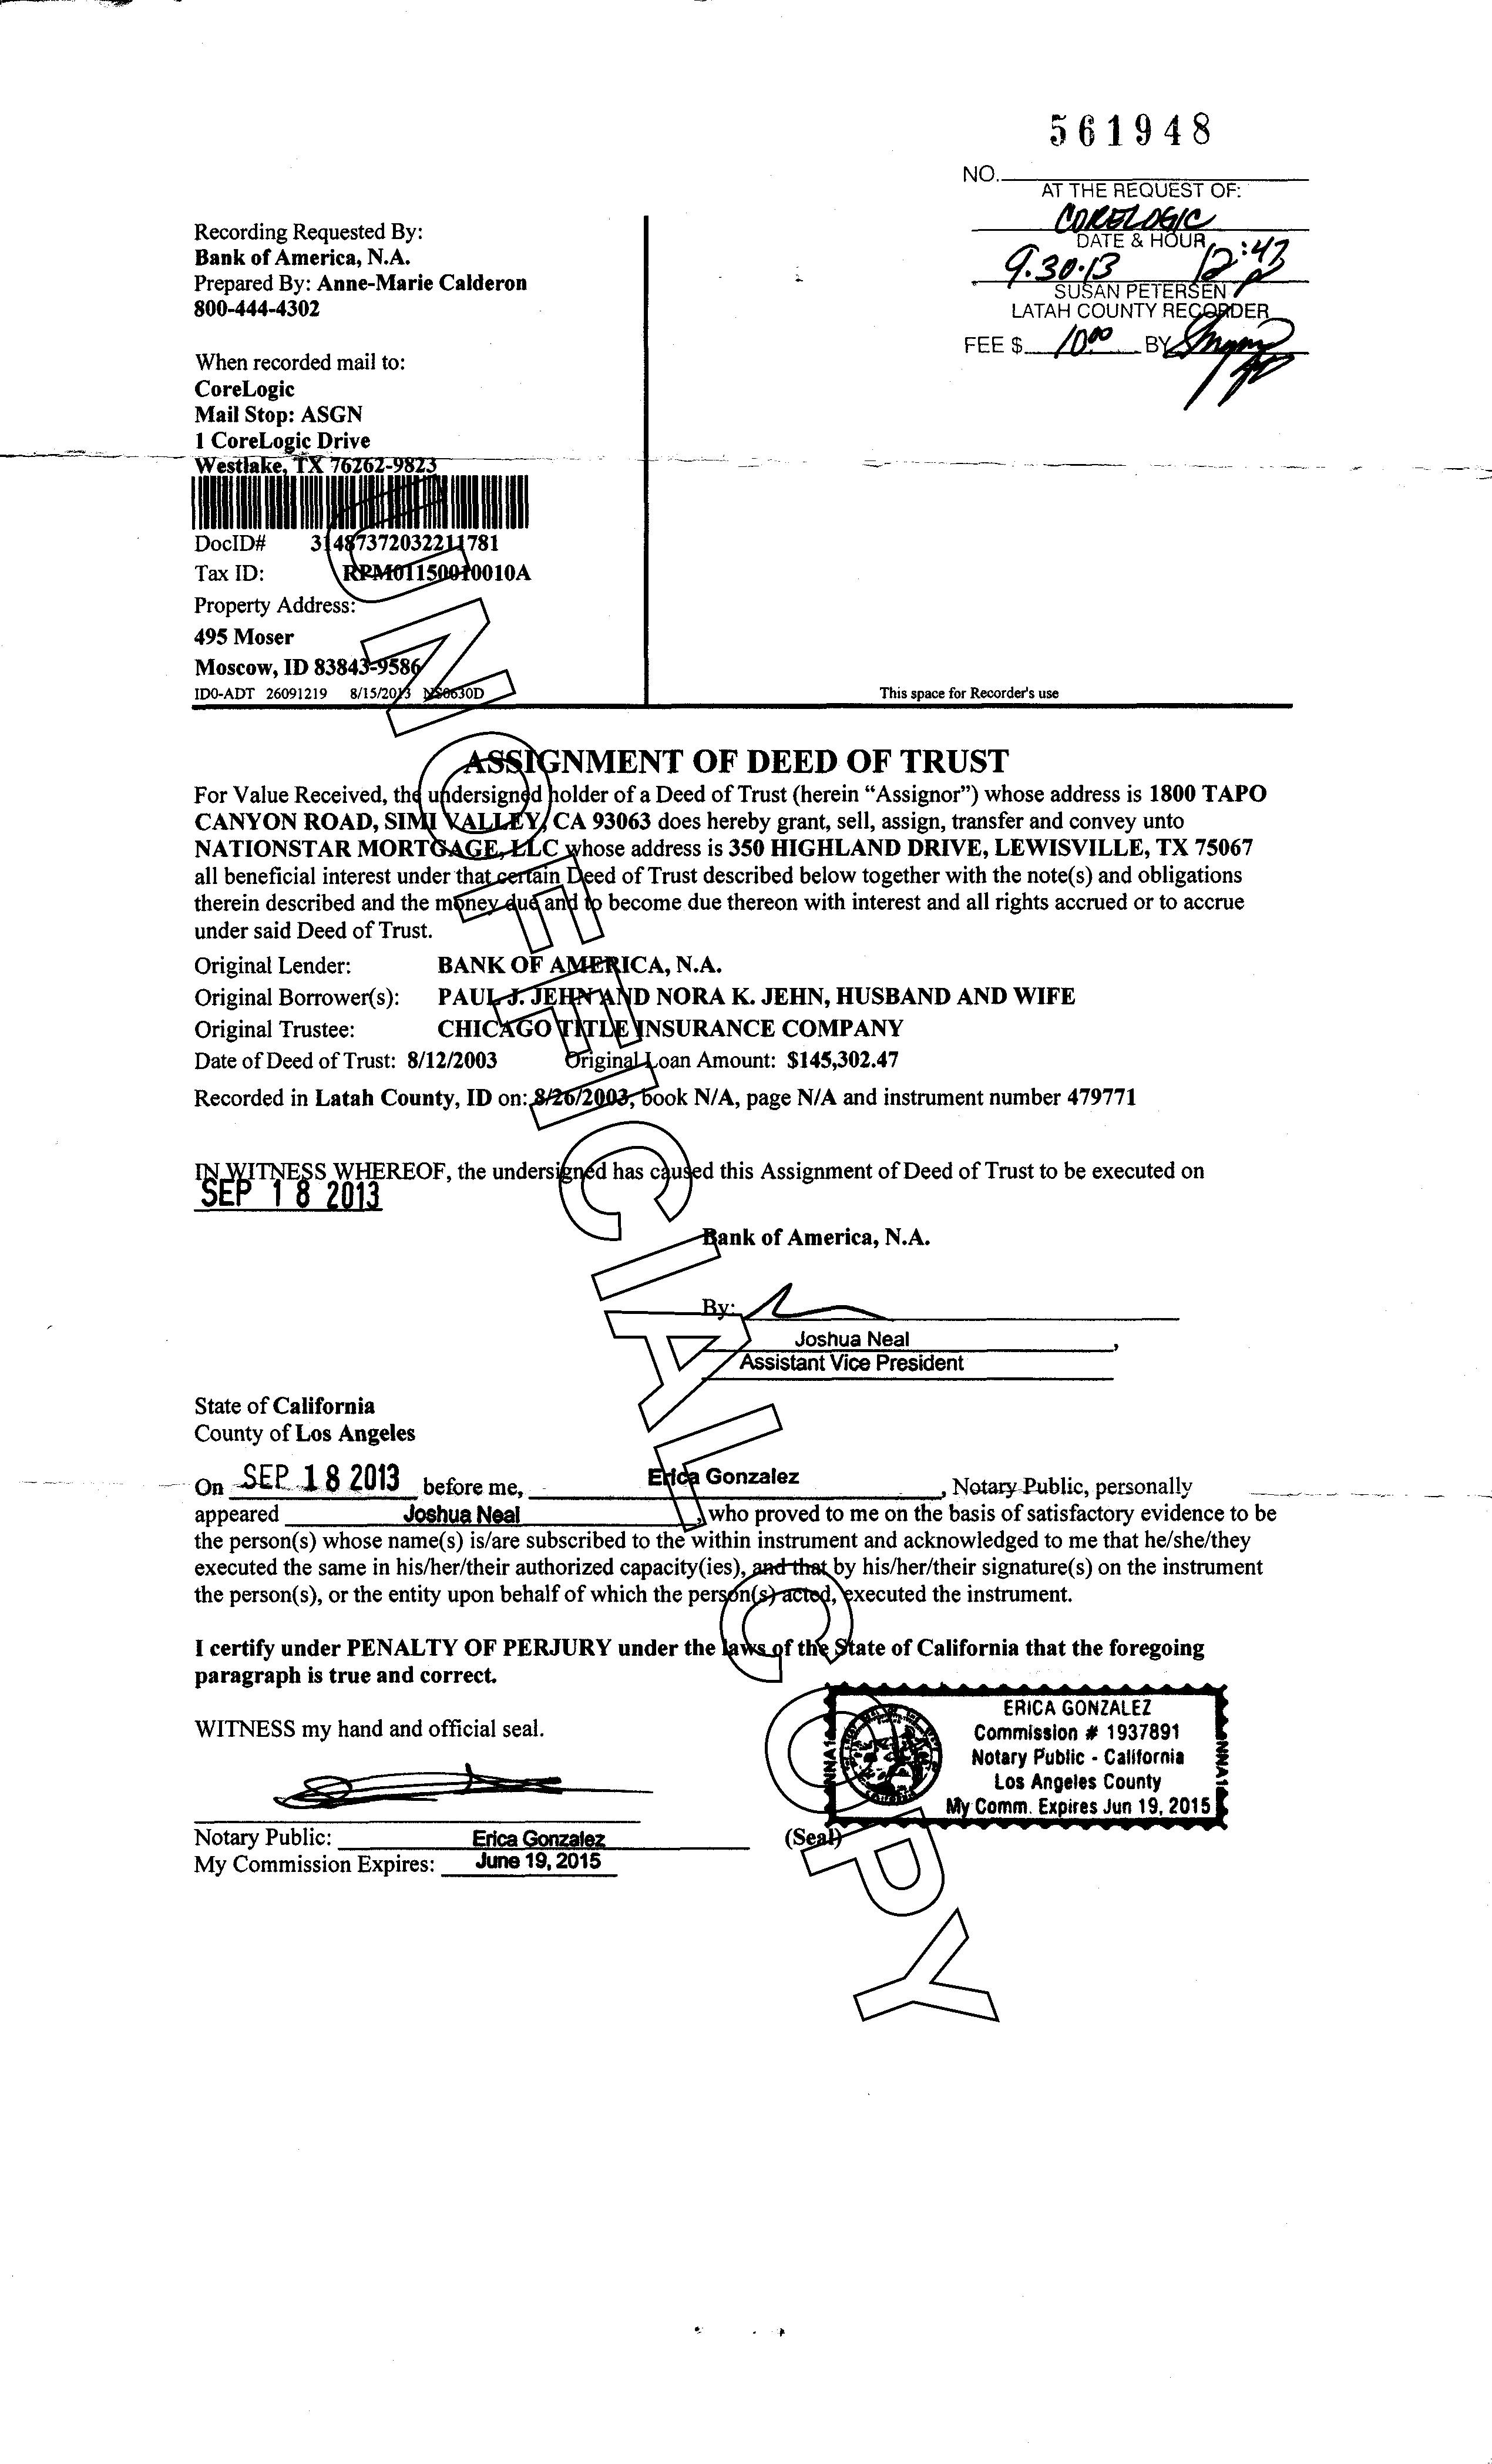 561948
NO.
AT THE REQUEST OF:
CORELOGIC
DATE & HOUR
9.30.13 12:47
SUSAN PETERSEN
LATAH COUNTY RECORDER
FEE $ 10.00 BY
Recording Requested By:
Bank of America, N.A.
Prepared By: Anne-Marie Calderon
800-444-4302
When recorded mail to:
CoreLogic
Mail Stop: ASGN
1 CoreLogic Drive
Westlake, TX 76262-9823
DocID# 31487372032211781
Tax ID: RPM01150010010A
Property Address:
495 Moser
Moscow, ID 83843-9586
ID0-ADT 26091219 8/15/2013 NS0630D
This space for Recorder's use
ASSIGNMENT OF DEED OF TRUST
For Value Received, the undersigned holder of a Deed of Trust (herein “Assignor”) whose address is 1800 TAPO
CANYON ROAD, SIMI VALLEY, CA 93063 does hereby grant, sell, assign, transfer and convey unto
NATIONSTAR MORTGAGE, LLC whose address is 350 HIGHLAND DRIVE, LEWISVILLE, TX 75067
all beneficial interest under that certain Deed of Trust described below together with the note(s) and obligations
therein described and the money due and to become due thereon with interest and all rights accrued or to accrue
under said Deed of Trust.
Original Lender: BANK OF AMERICA, N.A.
Original Borrower(s): PAUL J. JEHN AND NORA K. JEHN, HUSBAND AND WIFE
Original Trustee: CHICAGO TITLE INSURANCE COMPANY
Date of Deed of Trust: 8/12/2003 Original Loan Amount: $145,302.47
Recorded in Latah County, ID on: 8/26/2003, book N/A, page N/A and instrument number 479771
IN WITNESS WHEREOF, the undersigned has caused this Assignment of Deed of Trust to be executed on
SEP 18 2013
Bank of America, N.A.
By:
Joshua Neal ,
Assistant Vice President
State of California
County of Los Angeles
On SEP 18 2013 before me, Erica Gonzalez , Notary Public, personally
appeared Joshua Neal , who proved to me on the basis of satisfactory evidence to be
the person(s) whose name(s) is/are subscribed to the within instrument and acknowledged to me that he/she/they
executed the same in his/her/their authorized capacity(ies), and that by his/her/their signature(s) on the instrument
the person(s), or the entity upon behalf of which the person(s) acted, executed the instrument.
I certify under PENALTY OF PERJURY under the laws of the State of California that the foregoing
paragraph is true and correct.
WITNESS my hand and official seal.
ERICA GONZALEZ
Commission # 1937891
Notary Public - California
Los Angeles County
My Comm. Expires Jun 19, 2015
Notary Public: Erica Gonzalez (Seal)
My Commission Expires: June 19, 2015
UNOFFICIAL COPY